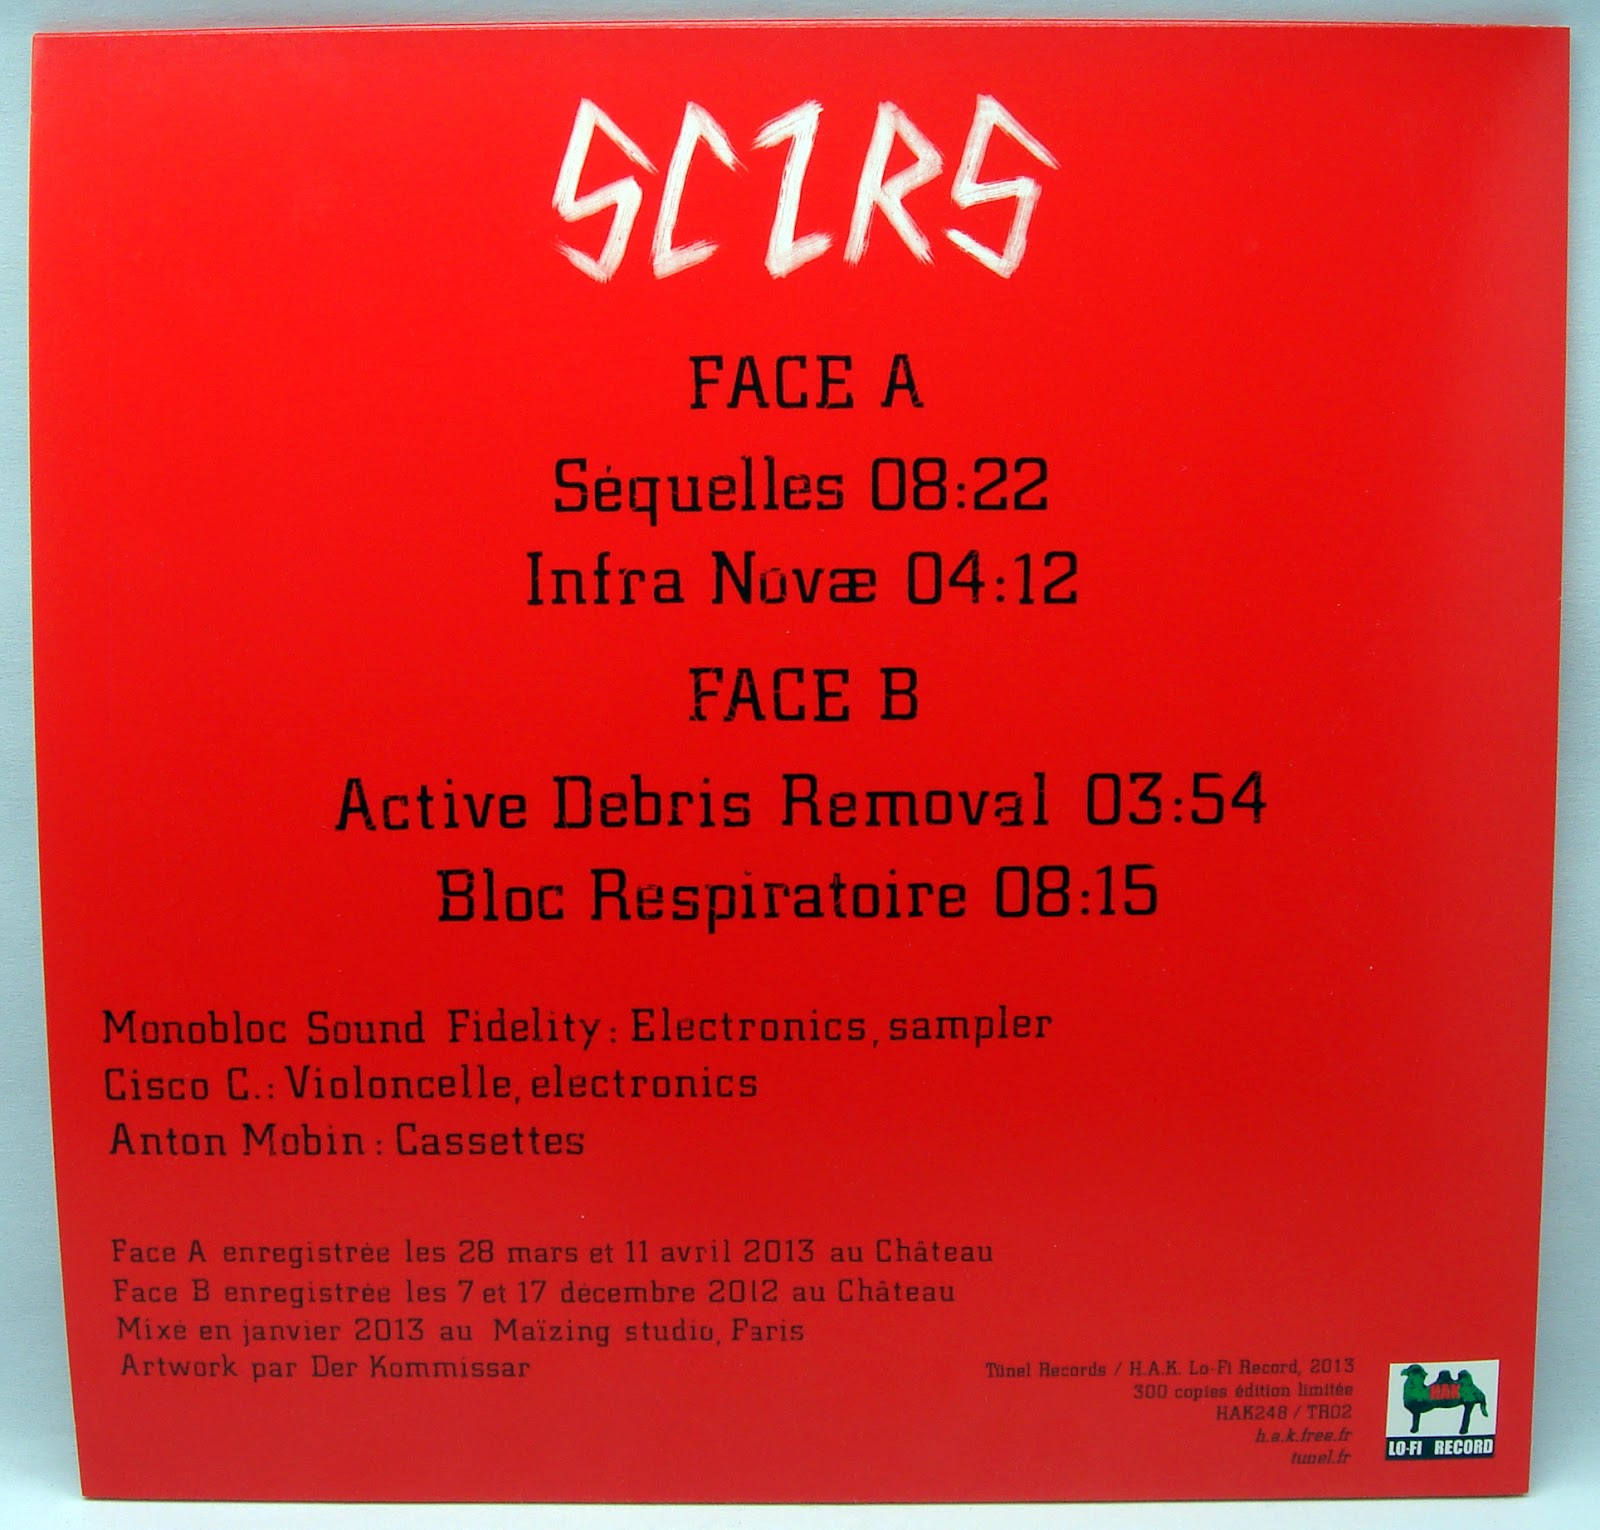 SCZRS
FACE A
Séquelles 08:22
Infra Novæ 04:12
FACE B
Active Debris Removal 03:54
Bloc Respiratoire 08:15
Monobloc Sound Fidelity : Electronics, sampler
Cisco C. : Violoncelle, electronics
Anton Mobin : Cassettes
Face A enregistrée les 28 mars et 11 avril 2013 au Château
Face B enregistrée les 7 et 17 décembre 2012 au Château
Mixé en janvier 2013 au Maïzing studio, Paris
Artwork par Der Kommissar
Tünel Records / H.A.K. Lo-Fi Record, 2013
300 copies édition limitée
HAK248 / TR02
h.a.k.free.fr
tunel.fr
HAK
LO-FI RECORD